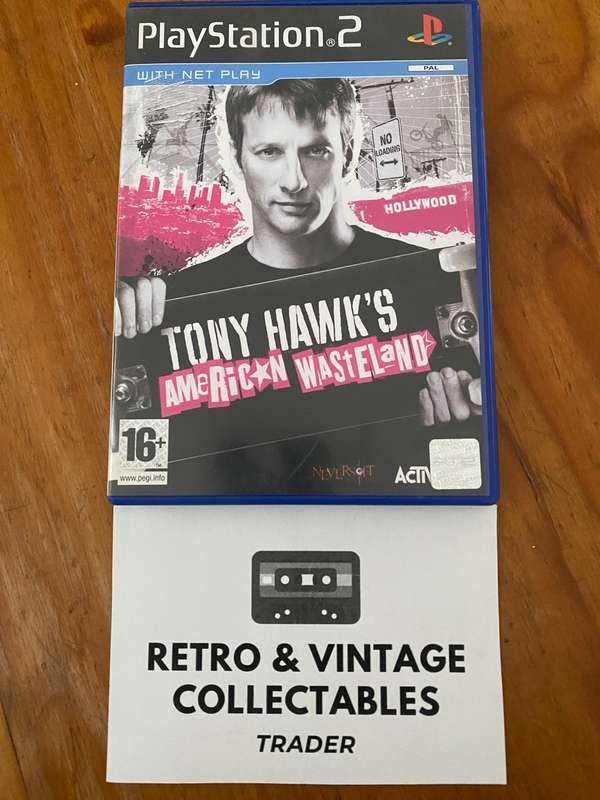 PlayStation®2
WITH NET PLAY
PAL
NO
LOADING
HOLLYWOOD
TONY HAWK'S
AMERICAN WASTELAND
16+
www.pegi.info
NEVERSOFT
ACTIV
RETRO & VINTAGE
COLLECTABLES
TRADER